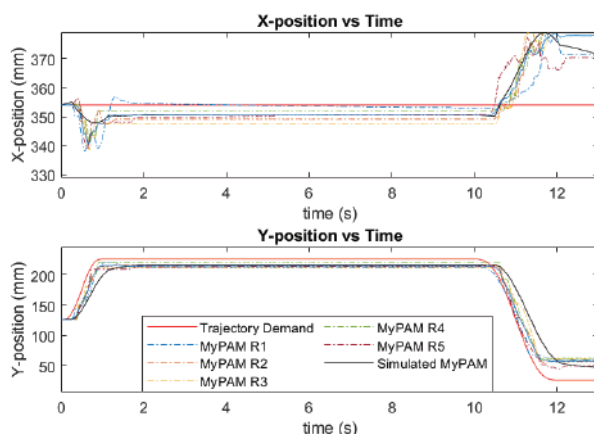 X-position vs Time
X-position (mm)
370
360
350
340
330
0 2 4 6 8 10 12
time (s)
Y-position vs Time
Y-position (mm)
200
150
100
50
Trajectory Demand
MyPAM R1
MyPAM R2
MyPAM R3
MyPAM R4
MyPAM R5
Simulated MyPAM
0 2 4 6 8 10 12
time (s)